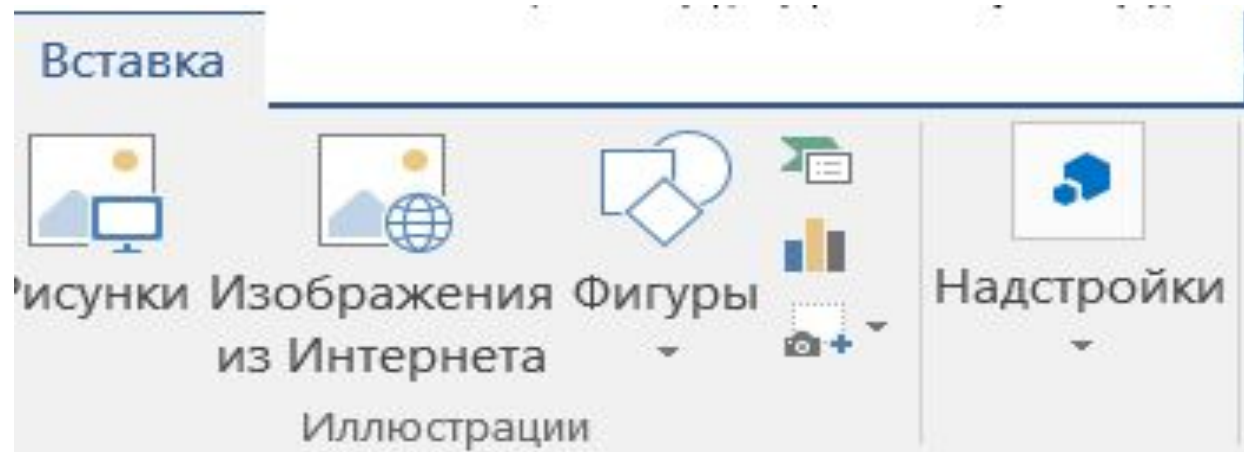 Вставка
Рисунки Изображения Фигуры Надстройки
из Интернета
Иллюстрации